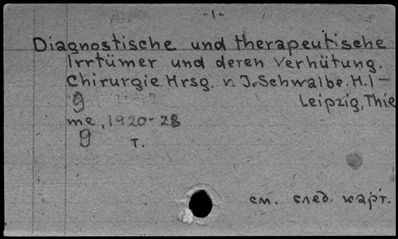 -1-
Diagnostische und therapeutische
Irrtümer und deren Verhütung.
Chirurgie. Hrsg. v. J. Schwalbe. H. 1-
9 Leipzig, Thie
me, 1920-28
9 т.
см. след. карт.